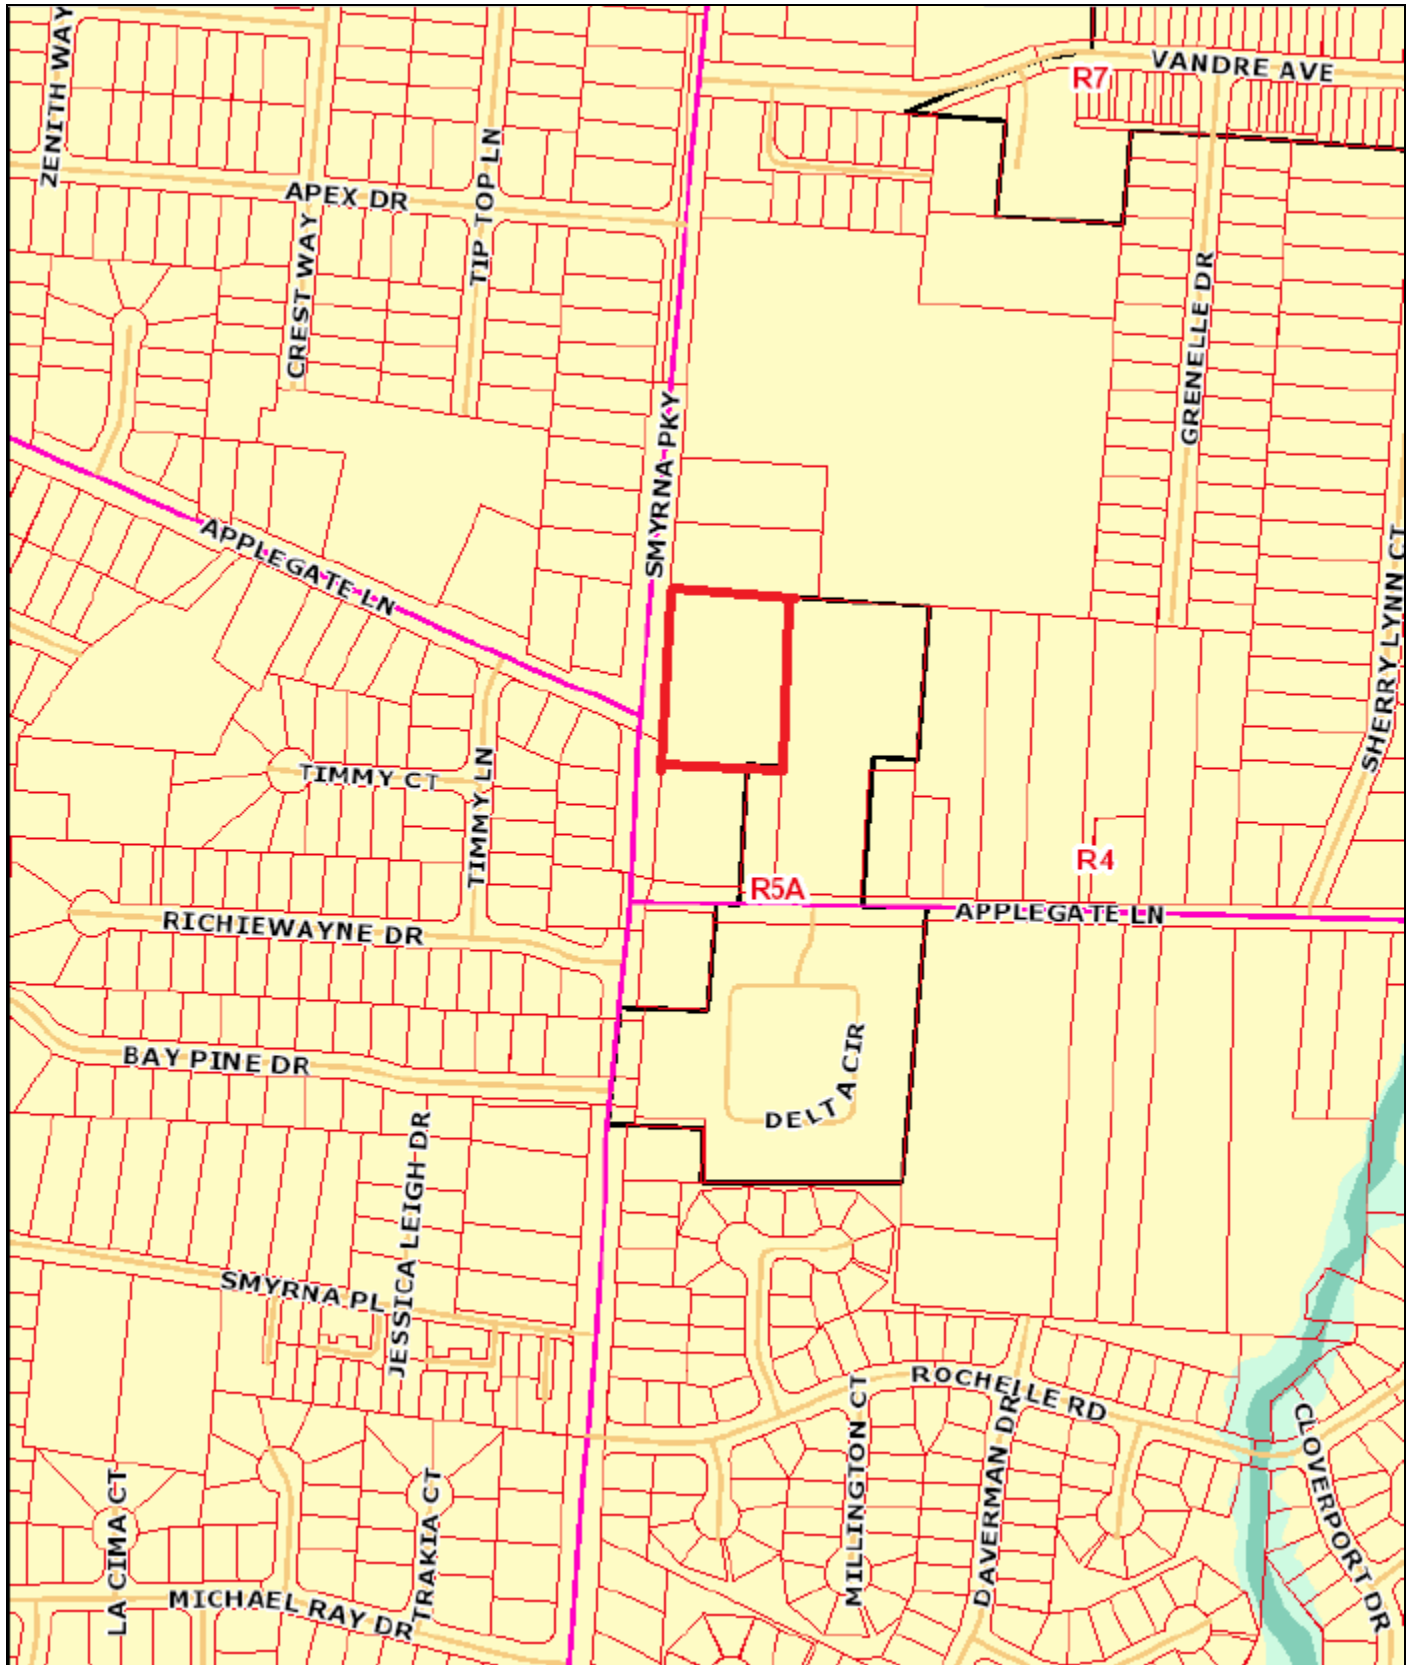 ZENITH WAY
VANDRE AVE
R7
APEX DR
TIP TOP LN
CREST WAY
GRENELLE DR
SMYRNA PKY
APPLEGATE LN
SHERRY LYNN CT
TIMMY CT
TIMMY LN
R4
R5A
APPLEGATE LN
RICHIEWAYNE DR
BAY PINE DR
DELTA CIR
JESSICA LEIGH DR
SMYRNA PL
ROCHELLE RD
MILLINGTON CT
DAVERMAN DR
CLOVERPORT DR
LA CIMA CT
TRAKIA CT
MICHAEL RAY DR